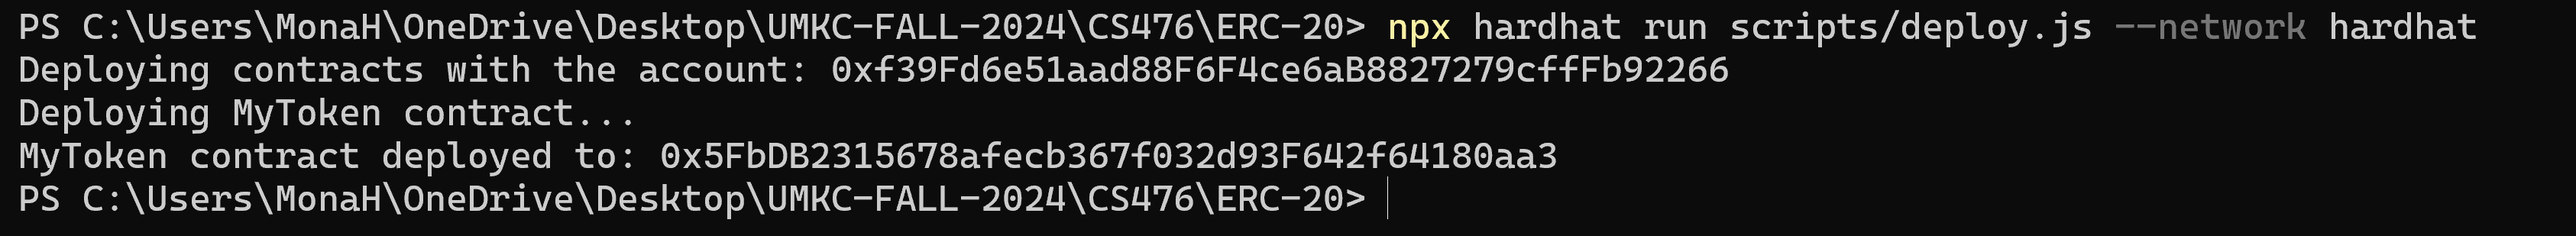 PS C:\Users\MonaH\OneDrive\Desktop\UMKC-FALL-2024\CS476\ERC-20> npx hardhat run scripts/deploy.js --network hardhat
Deploying contracts with the account: 0xf39Fd6e51aad88F6F4ce6aB8827279cffFb92266
Deploying MyToken contract...
MyToken contract deployed to: 0x5FbDB2315678afecb367f032d93F642f64180aa3
PS C:\Users\MonaH\OneDrive\Desktop\UMKC-FALL-2024\CS476\ERC-20>